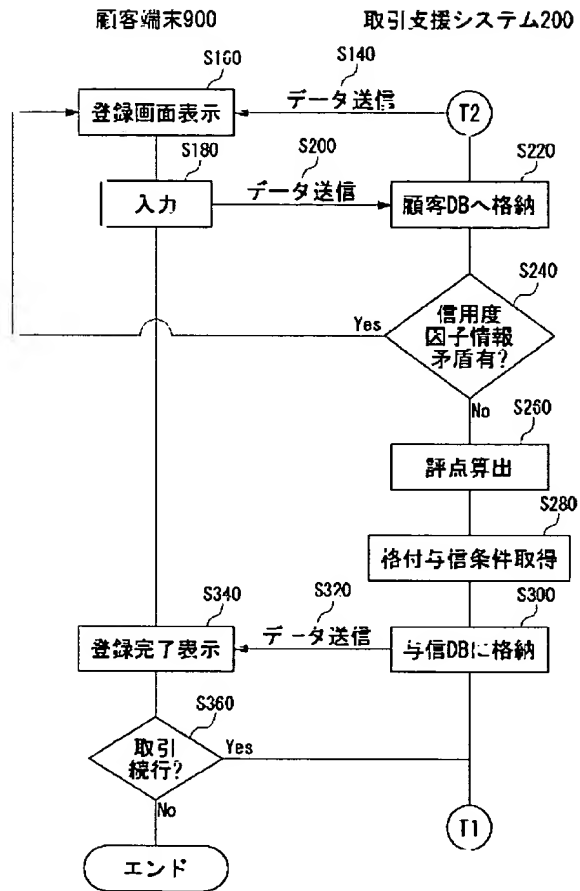 顧客端末900
取引支援システム200
S160
S140
登録画面表示
データ送信
T2
S180
S200
S220
入力
データ送信
顧客DBへ格納
S240
Yes
信用度
因子情報
矛盾有?
No
S260
評点算出
S280
格付与信条件取得
S340
S320
S300
登録完了表示
データ送信
与信DBに格納
S360
取引
続行?
Yes
No
T1
エンド